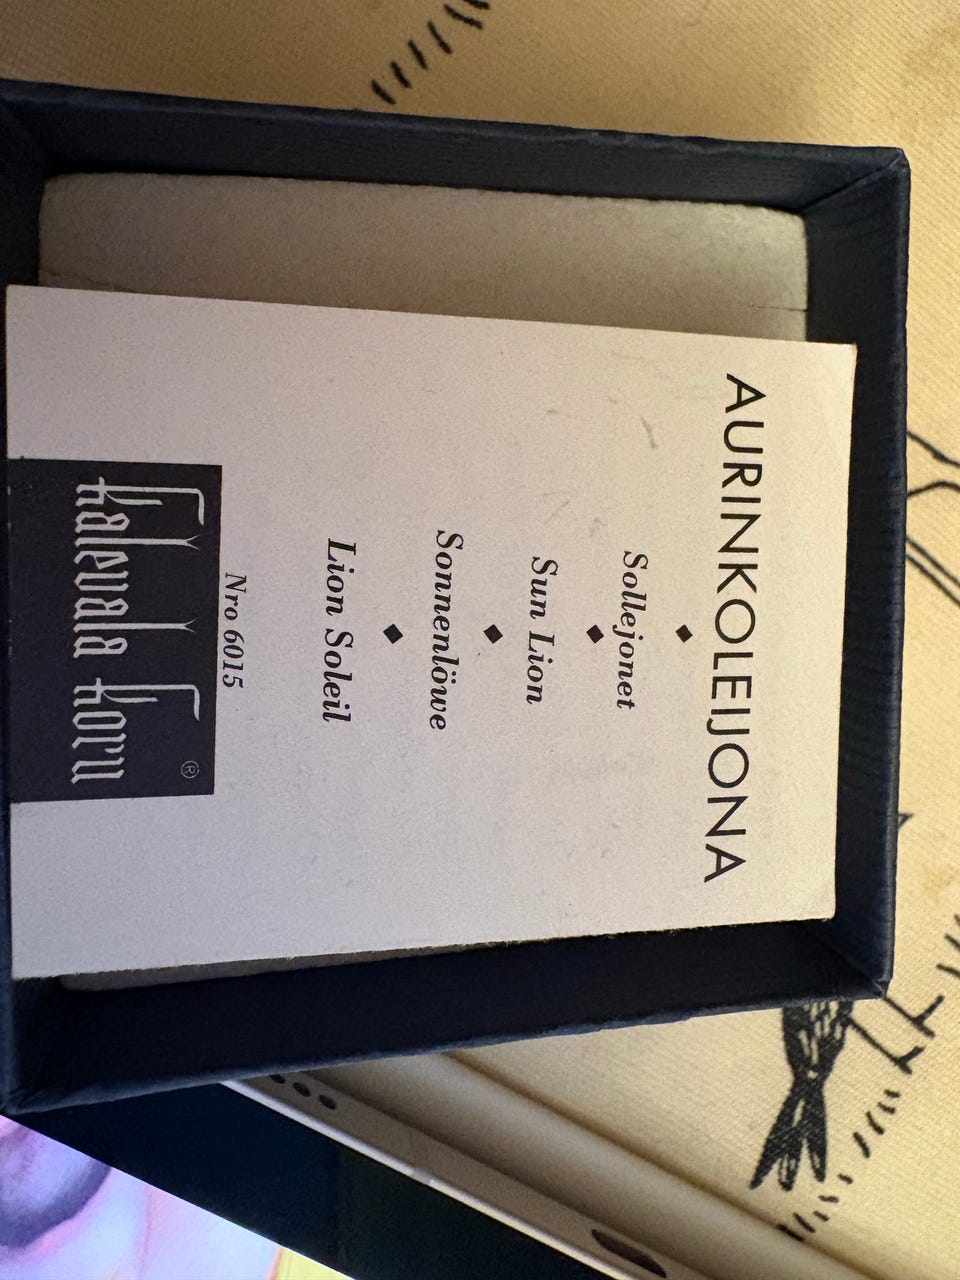 AURINKOLEIJONA
◆
Sollejonet
◆
Sun Lion
◆
Sonnenlöwe
◆
Lion Soleil
Nro 6015
Kalevala Koru ®